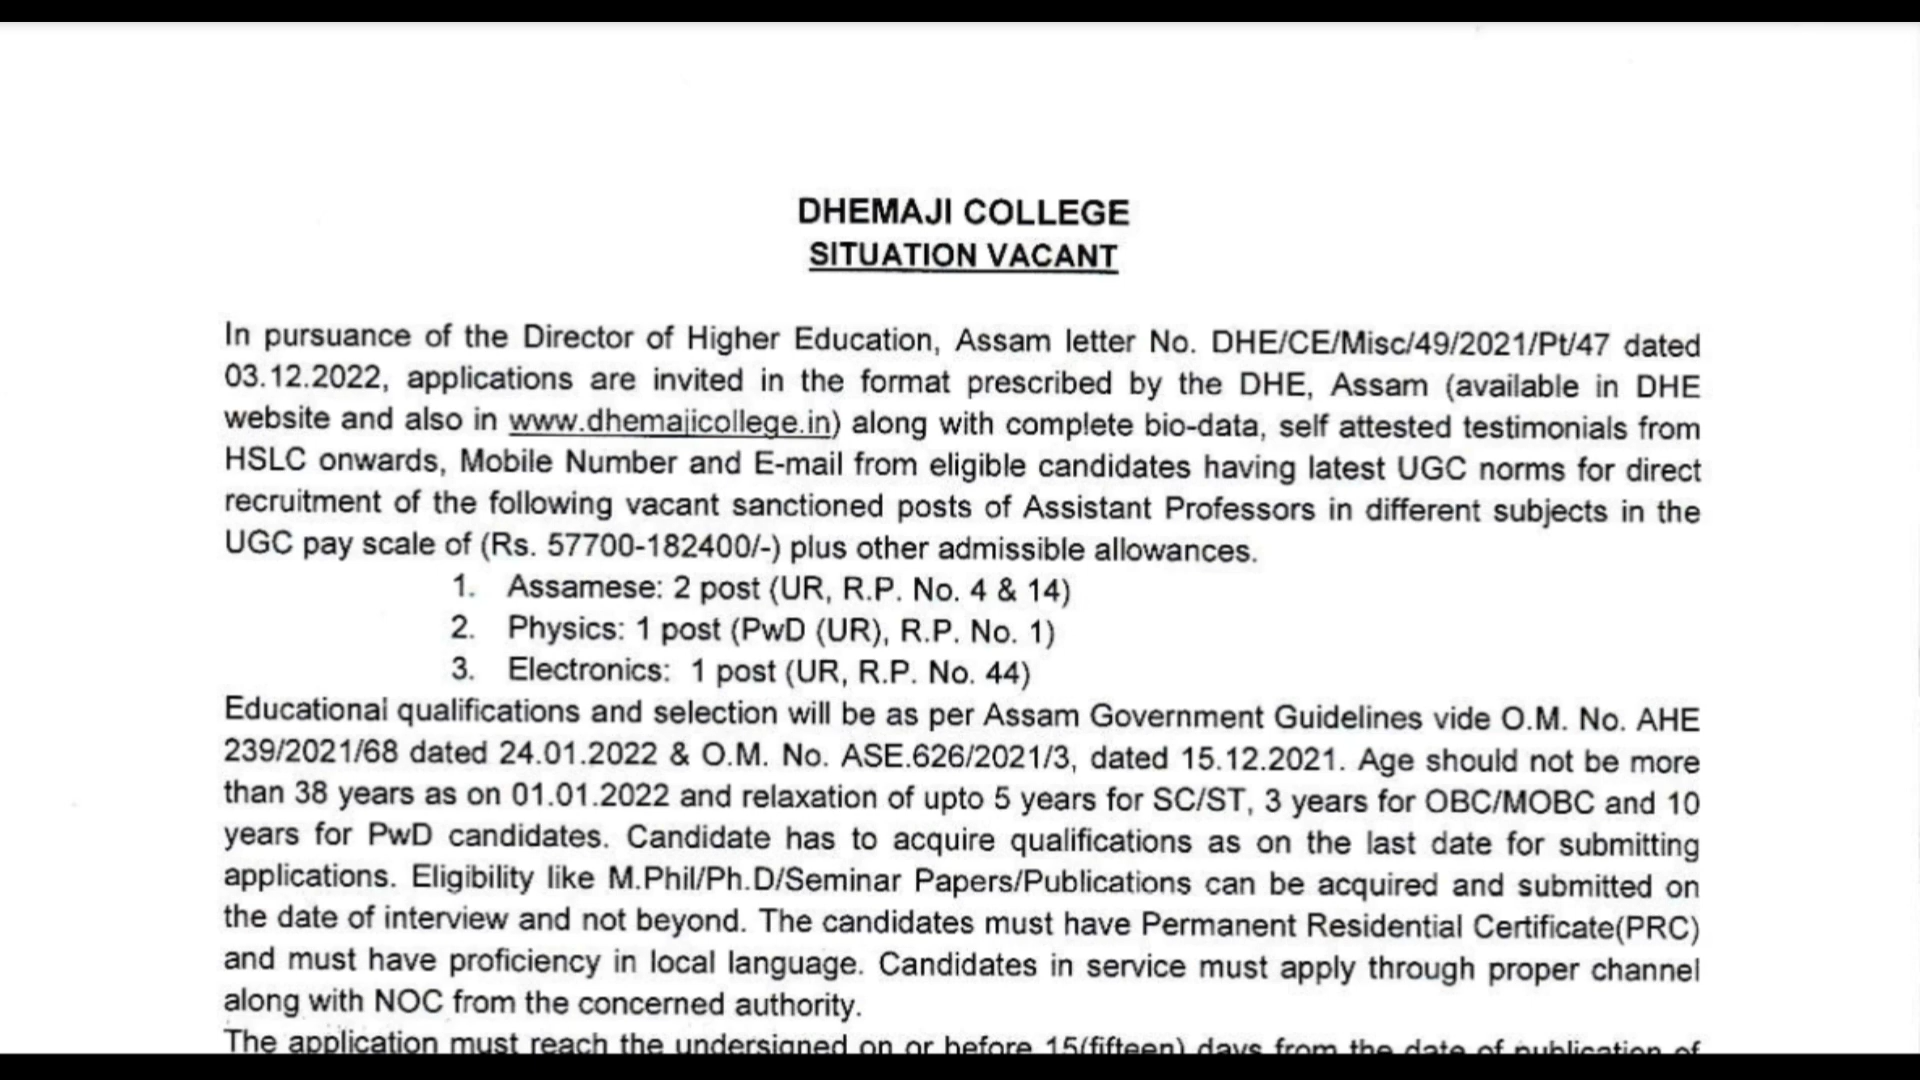 DHEMAJI COLLEGE
SITUATION VACANT
In pursuance of the Director of Higher Education, Assam letter No. DHE/CE/Misc/49/2021/Pt/47 dated
03.12.2022, applications are invited in the format prescribed by the DHE, Assam (available in DHE
website and also in www.dhemajicollege.in) along with complete bio-data, self attested testimonials from
HSLC onwards, Mobile Number and E-mail from eligible candidates having latest UGC norms for direct
recruitment of the following vacant sanctioned posts of Assistant Professors in different subjects in the
UGC pay scale of (Rs. 57700-182400/-) plus other admissible allowances.
1. Assamese: 2 post (UR, R.P. No. 4 & 14)
2. Physics: 1 post (PwD (UR), R.P. No. 1)
3. Electronics: 1 post (UR, R.P. No. 44)
Educational qualifications and selection will be as per Assam Government Guidelines vide O.M. No. AHE
239/2021/68 dated 24.01.2022 & O.M. No. ASE.626/2021/3, dated 15.12.2021. Age should not be more
than 38 years as on 01.01.2022 and relaxation of upto 5 years for SC/ST, 3 years for OBC/MOBC and 10
years for PwD candidates. Candidate has to acquire qualifications as on the last date for submitting
applications. Eligibility like M.Phil/Ph.D/Seminar Papers/Publications can be acquired and submitted on
the date of interview and not beyond. The candidates must have Permanent Residential Certificate(PRC)
and must have proficiency in local language. Candidates in service must apply through proper channel
along with NOC from the concerned authority.
The application must reach the undersigned on or before 15(fifteen) days from the date of publication of